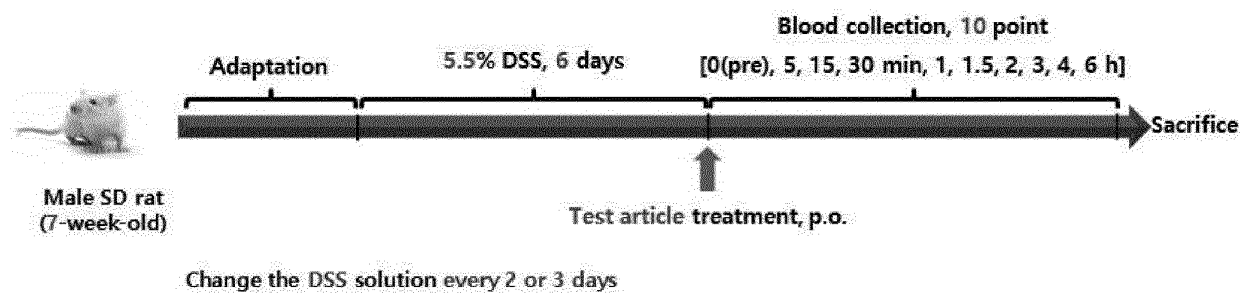 Blood collection, 10 point
Adaptation
5.5% DSS, 6 days
[0(pre), 5, 15, 30 min, 1, 1.5, 2, 3, 4, 6 h]
Sacrifice
Male SD rat
(7-week-old)
Test article treatment, p.o.
Change the DSS solution every 2 or 3 days